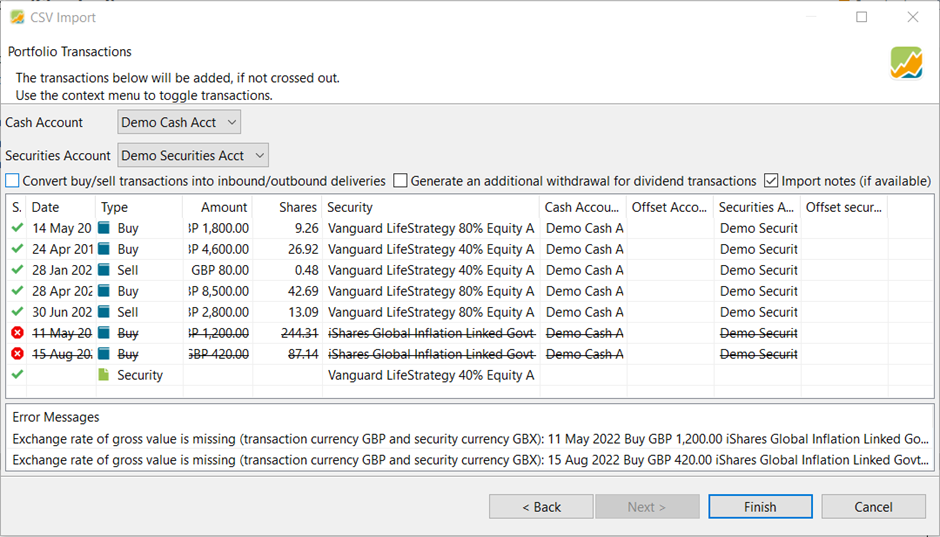 CSV Import
Portfolio Transactions
The transactions below will be added, if not crossed out.
Use the context menu to toggle transactions.
Cash Account Demo Cash Acct
Securities Account Demo Securities Acct
Convert buy/sell transactions into inbound/outbound deliveries Generate an additional withdrawal for dividend transactions Import notes (if available)
S. Date Type Amount Shares Security Cash Accou... Offset Acco... Securities A... Offset secur...
14 May 20 Buy BP 1,800.00 9.26 Vanguard LifeStrategy 80% Equity A Demo Cash A Demo Securit
24 Apr 201 Buy BP 4,600.00 26.92 Vanguard LifeStrategy 40% Equity A Demo Cash A Demo Securit
28 Jan 202 Sell GBP 80.00 0.48 Vanguard LifeStrategy 40% Equity A Demo Cash A Demo Securit
28 Apr 202 Buy BP 8,500.00 42.69 Vanguard LifeStrategy 80% Equity A Demo Cash A Demo Securit
30 Jun 202 Sell BP 2,800.00 13.09 Vanguard LifeStrategy 80% Equity A Demo Cash A Demo Securit
11 May 20 Buy BP 1,200.00 244.31 iShares Global Inflation Linked Govt Demo Cash A Demo Securit
15 Aug 202 Buy GBP 420.00 87.14 iShares Global Inflation Linked Govt Demo Cash A Demo Securit
Security Vanguard LifeStrategy 40% Equity A
Error Messages
Exchange rate of gross value is missing (transaction currency GBP and security currency GBX): 11 May 2022 Buy GBP 1,200.00 iShares Global Inflation Linked Go...
Exchange rate of gross value is missing (transaction currency GBP and security currency GBX): 15 Aug 2022 Buy GBP 420.00 iShares Global Inflation Linked Govt...
< Back Next > Finish Cancel